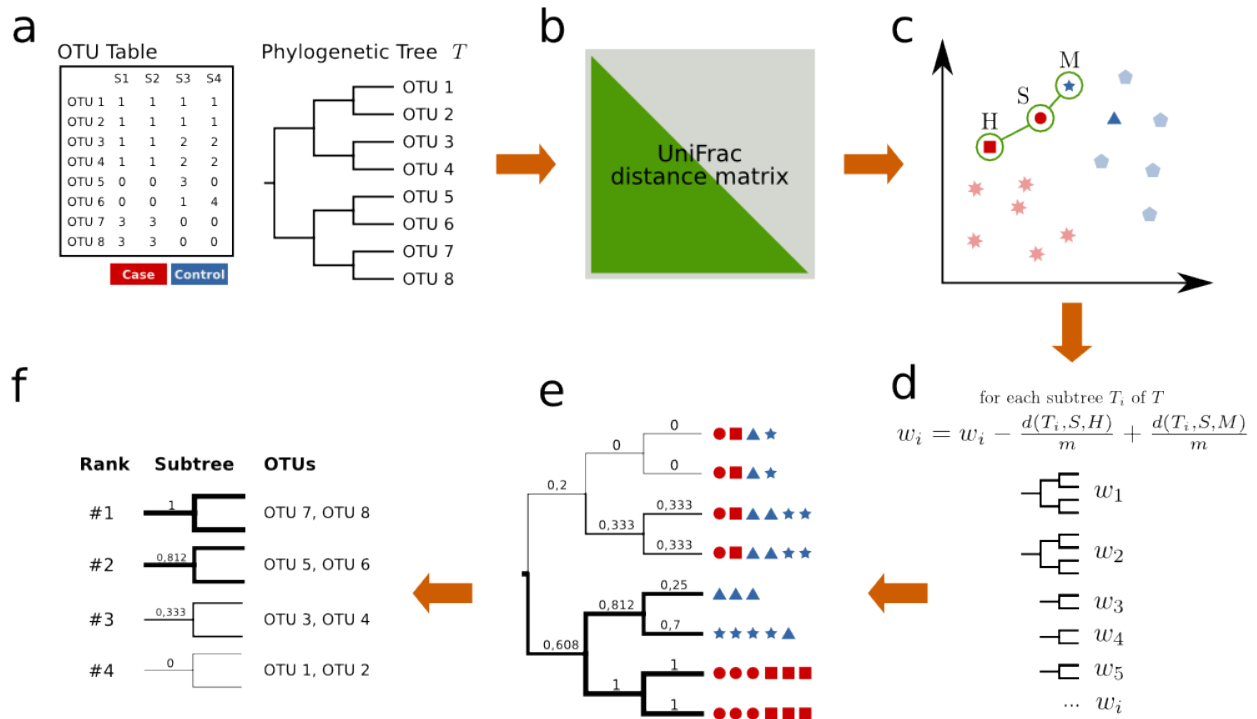 a
OTU Table
S1 S2 S3 S4
OTU 1 1 1 1 1
OTU 2 1 1 1 1
OTU 3 1 1 2 2
OTU 4 1 1 2 2
OTU 5 0 0 3 0
OTU 6 0 0 1 4
OTU 7 3 3 0 0
OTU 8 3 3 0 0
Case Control
Phylogenetic Tree T
OTU 1
OTU 2
OTU 3
OTU 4
OTU 5
OTU 6
OTU 7
OTU 8
b
UniFrac
distance matrix
c
M
S
H
d
for each subtree T_i of T
w_i = w_i − d(T_i,S,H)/m + d(T_i,S,M)/m
w_1
w_2
w_3
w_4
w_5
... w_i
e
0
0
0
0,2
0,333
0,333
0,333
0,25
0,812
0,7
0,608
1
1
1
f
Rank Subtree OTUs
#1 1 OTU 7, OTU 8
#2 0,812 OTU 5, OTU 6
#3 0,333 OTU 3, OTU 4
#4 0 OTU 1, OTU 2